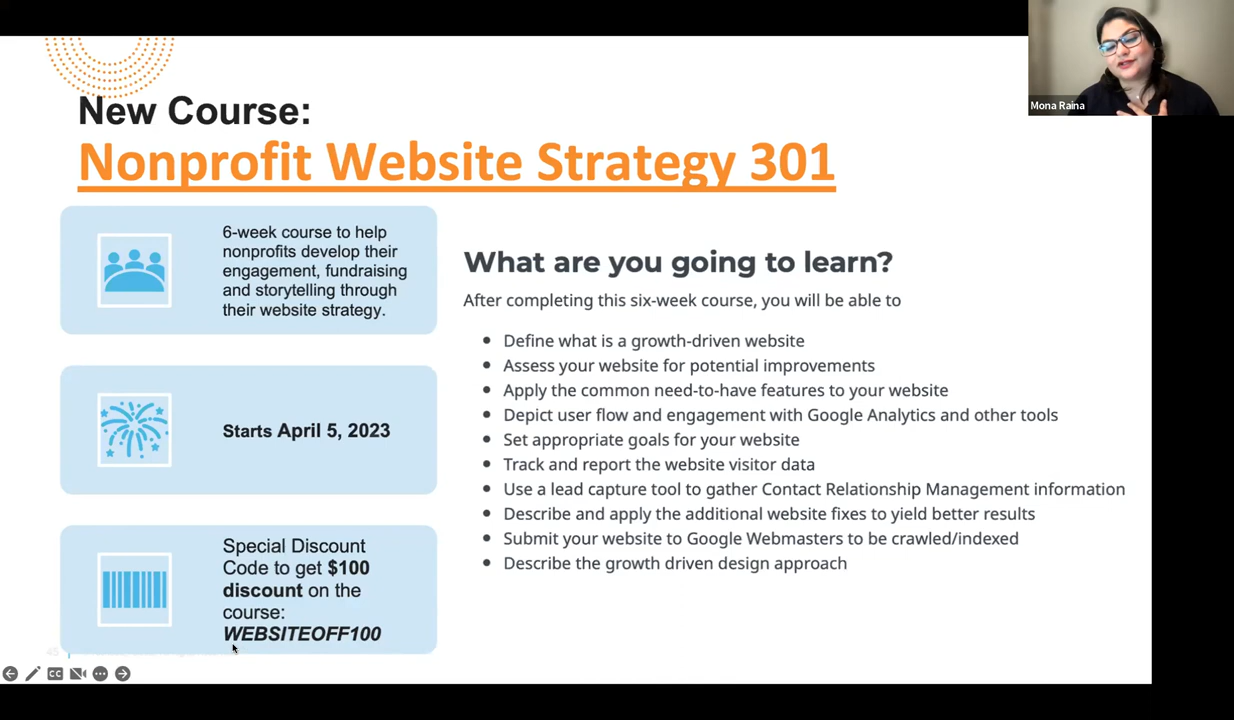 Mona Raina
New Course:
Nonprofit Website Strategy 301
6-week course to help
nonprofits develop their
engagement, fundraising
and storytelling through
their website strategy.
Starts April 5, 2023
Special Discount
Code to get $100
discount on the
course:
WEBSITEOFF100
What are you going to learn?
After completing this six-week course, you will be able to
• Define what is a growth-driven website
• Assess your website for potential improvements
• Apply the common need-to-have features to your website
• Depict user flow and engagement with Google Analytics and other tools
• Set appropriate goals for your website
• Track and report the website visitor data
• Use a lead capture tool to gather Contact Relationship Management information
• Describe and apply the additional website fixes to yield better results
• Submit your website to Google Webmasters to be crawled/indexed
• Describe the growth driven design approach
45
CC